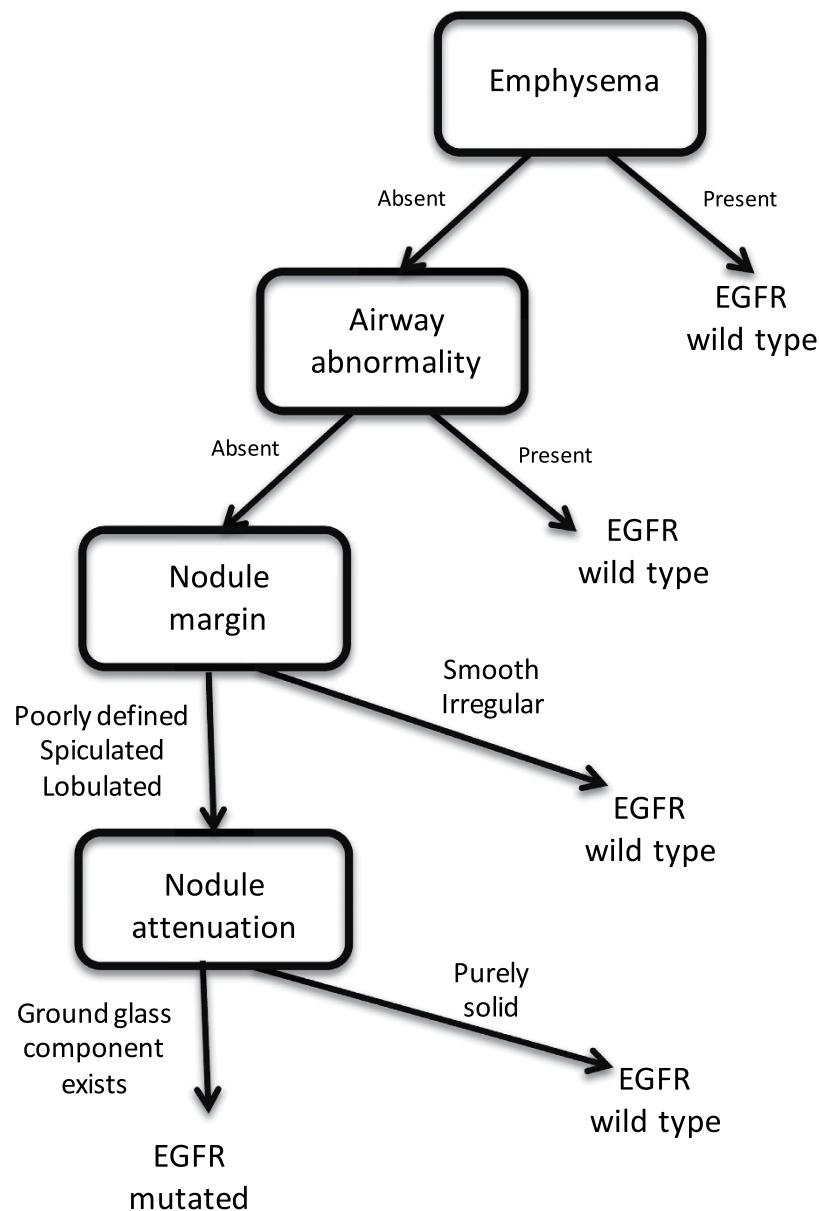 Emphysema
Absent
Present
EGFR
wild type
Airway
abnormality
Absent
Present
EGFR
wild type
Nodule
margin
Smooth
Irregular
Poorly defined
Spiculated
Lobulated
EGFR
wild type
Nodule
attenuation
Purely
solid
Ground glass
component
exists
EGFR
wild type
EGFR
mutated